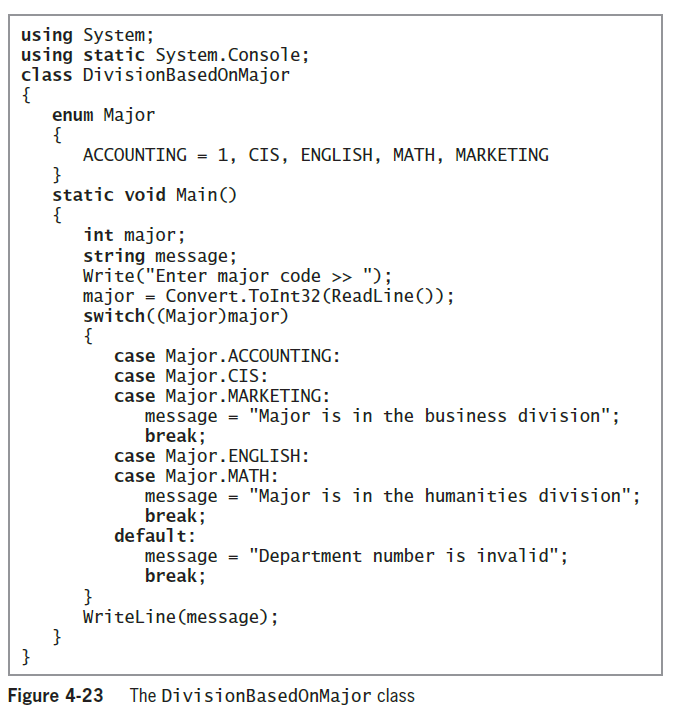 using System;
using static System.Console;
class DivisionBasedOnMajor
{
   enum Major
   {
      ACCOUNTING = 1, CIS, ENGLISH, MATH, MARKETING
   }
   static void Main()
   {
      int major;
      string message;
      Write("Enter major code >> ");
      major = Convert.ToInt32(ReadLine());
      switch((Major)major)
      {
         case Major.ACCOUNTING:
         case Major.CIS:
         case Major.MARKETING:
            message = "Major is in the business division";
            break;
         case Major.ENGLISH:
         case Major.MATH:
            message = "Major is in the humanities division";
            break;
         default:
            message = "Department number is invalid";
            break;
      }
      WriteLine(message);
   }
}
Figure 4-23 The DivisionBasedOnMajor class